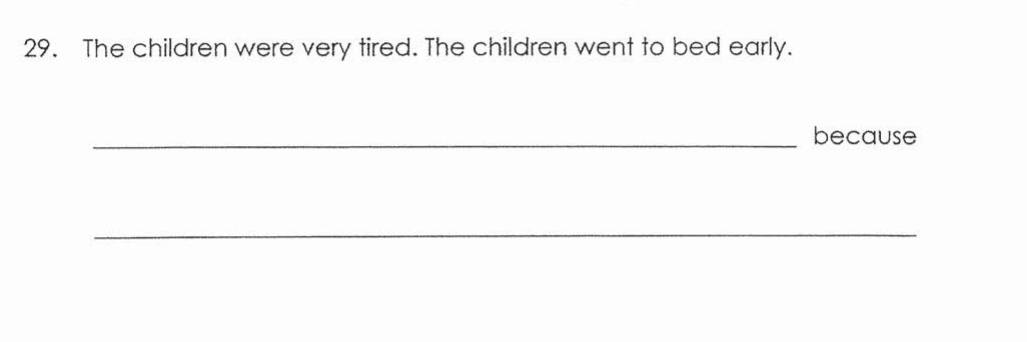 29. The children were very tired. The children went to bed early.
because